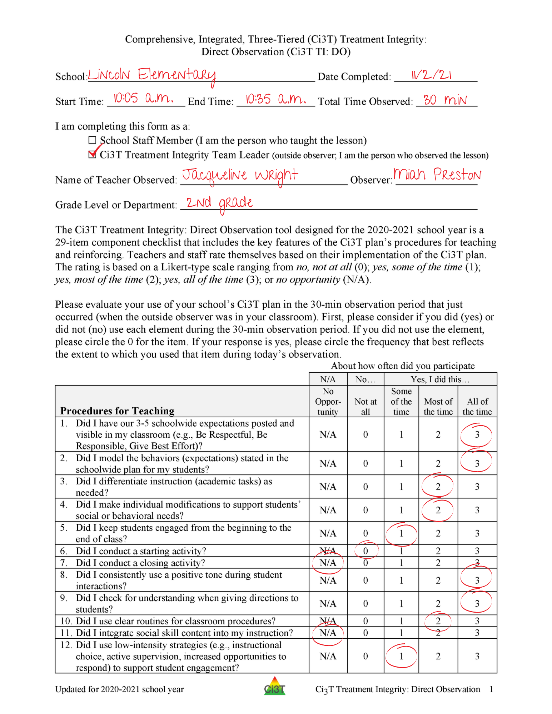 Comprehensive, Integrated, Three-Tiered (Ci3T) Treatment Integrity:
Direct Observation (Ci3T TI: DO)
School: Lincoln Elementary Date Completed: 11/2/21
Start Time: 10:05 a.m. End Time: 10:35 a.m. Total Time Observed: 30 min
I am completing this form as a:
☐ School Staff Member (I am the person who taught the lesson)
☑ Ci3T Treatment Integrity Team Leader (outside observer; I am the person who observed the lesson)
Name of Teacher Observed: Jacqueline Wright Observer: Miah Preston
Grade Level or Department: 2nd grade
The Ci3T Treatment Integrity: Direct Observation tool designed for the 2020-2021 school year is a
29-item component checklist that includes the key features of the Ci3T plan's procedures for teaching
and reinforcing. Teachers and staff rate themselves based on their implementation of the Ci3T plan.
The rating is based on a Likert-type scale ranging from no, not at all (0); yes, some of the time (1);
yes, most of the time (2); yes, all of the time (3); or no opportunity (N/A).
Please evaluate your use of your school's Ci3T plan in the 30-min observation period that just
occurred (when the outside observer was in your classroom). First, please consider if you did (yes) or
did not (no) use each element during the 30-min observation period. If you did not use the element,
please circle the 0 for the item. If your response is yes, please circle the frequency that best reflects
the extent to which you used that item during today's observation.
About how often did you participate
N/A No… Yes, I did this …
Procedures for Teaching No Oppor-tunity Not at all Some of the time Most of the time All of the time
1. Did I have our 3-5 schoolwide expectations posted and
visible in my classroom (e.g., Be Respectful, Be
Responsible, Give Best Effort)? N/A 0 1 2 3
2. Did I model the behaviors (expectations) stated in the
schoolwide plan for my students? N/A 0 1 2 3
3. Did I differentiate instruction (academic tasks) as
needed? N/A 0 1 2 3
4. Did I make individual modifications to support students'
social or behavioral needs? N/A 0 1 2 3
5. Did I keep students engaged from the beginning to the
end of class? N/A 0 1 2 3
6. Did I conduct a starting activity? N/A 0 1 2 3
7. Did I conduct a closing activity? N/A 0 1 2 3
8. Did I consistently use a positive tone during student
interactions? N/A 0 1 2 3
9. Did I check for understanding when giving directions to
students? N/A 0 1 2 3
10. Did I use clear routines for classroom procedures? N/A 0 1 2 3
11. Did I integrate social skill content into my instruction? N/A 0 1 2 3
12. Did I use low-intensity strategies (e.g., instructional
choice, active supervision, increased opportunities to
respond) to support student engagement? N/A 0 1 2 3
Updated for 2020-2021 school year Ci3T Ci3T Treatment Integrity: Direct Observation 1